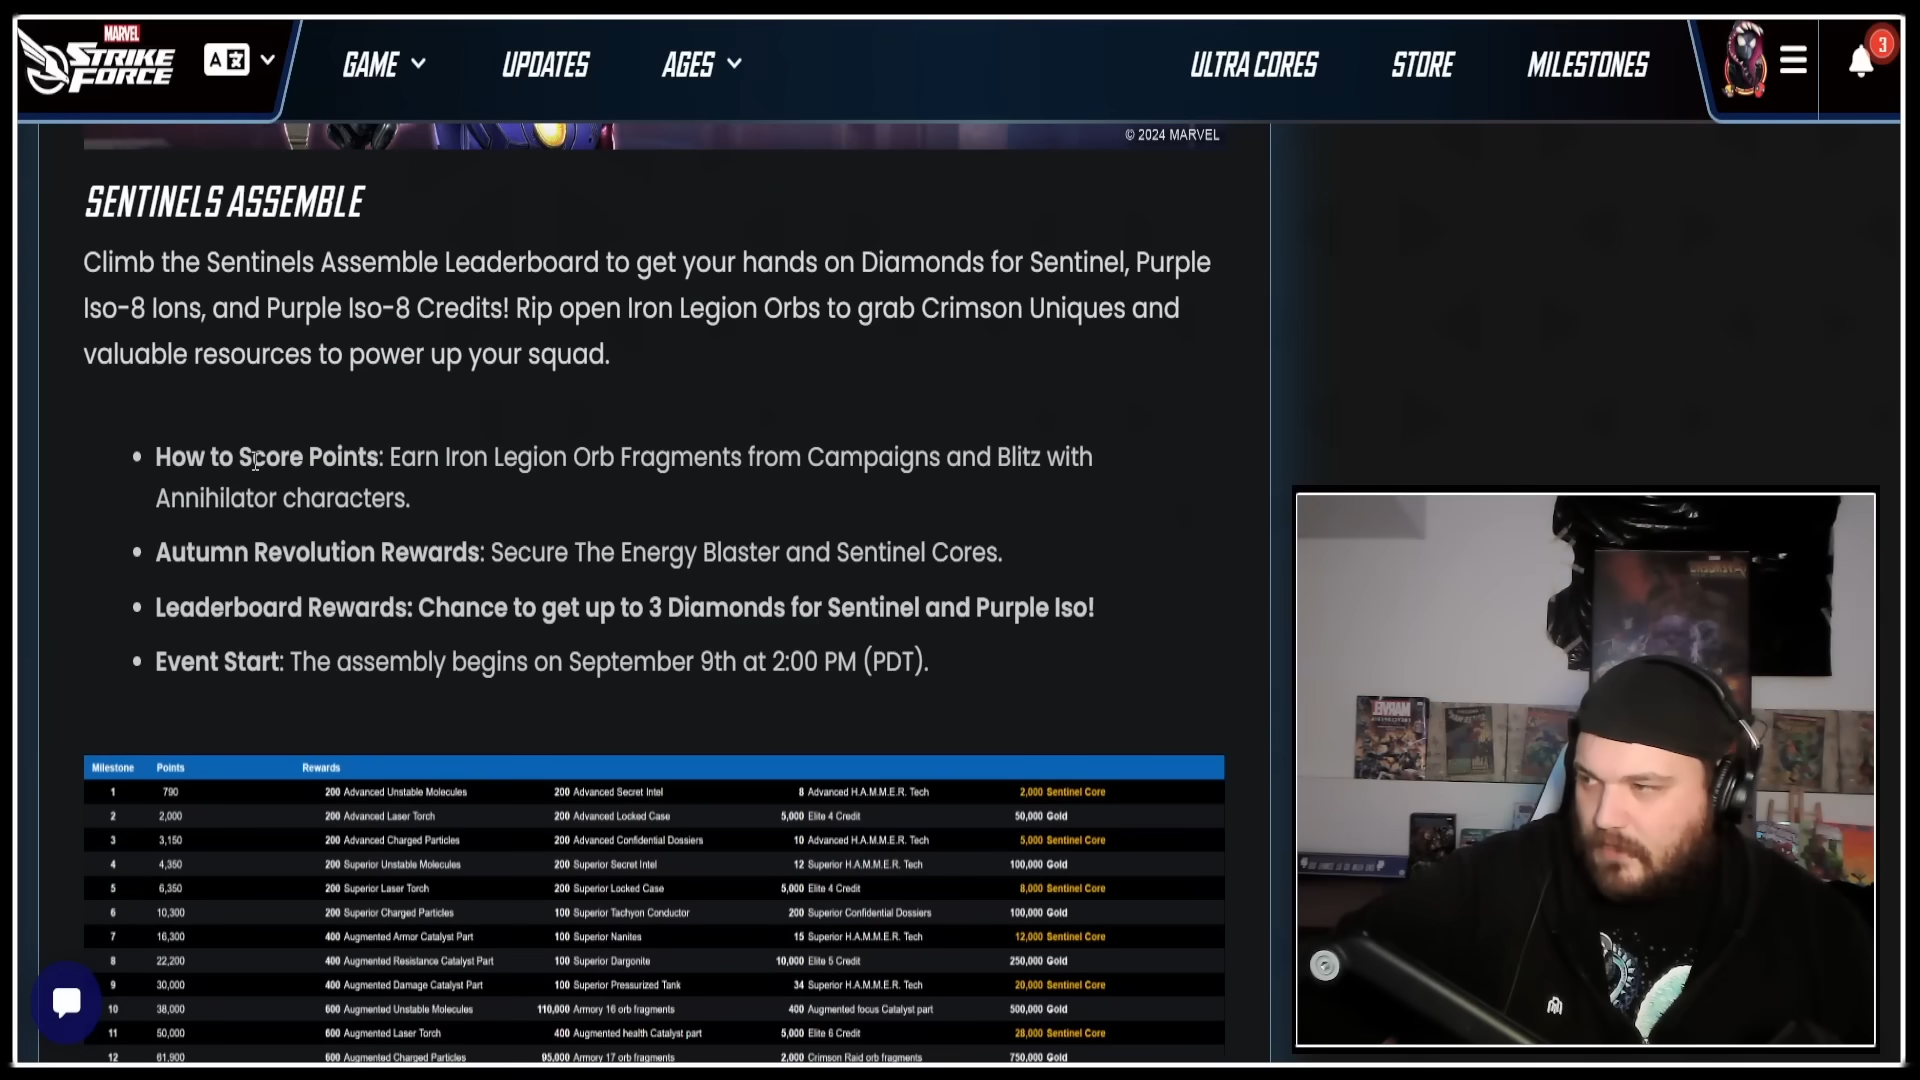 MARVEL
STRIKE
FORCE
GAME
UPDATES
AGES
ULTRA CORES
STORE
MILESTONES
3
© 2024 MARVEL
SENTINELS ASSEMBLE
Climb the Sentinels Assemble Leaderboard to get your hands on Diamonds for Sentinel, Purple
Iso-8 Ions, and Purple Iso-8 Credits! Rip open Iron Legion Orbs to grab Crimson Uniques and
valuable resources to power up your squad.
• How to Score Points: Earn Iron Legion Orb Fragments from Campaigns and Blitz with
Annihilator characters.
• Autumn Revolution Rewards: Secure The Energy Blaster and Sentinel Cores.
• Leaderboard Rewards: Chance to get up to 3 Diamonds for Sentinel and Purple Iso!
• Event Start: The assembly begins on September 9th at 2:00 PM (PDT).
Milestone Points Rewards
1 790 200 Advanced Unstable Molecules 200 Advanced Secret Intel 8 Advanced H.A.M.M.E.R. Tech 2,000 Sentinel Core
2 2,000 200 Advanced Laser Torch 200 Advanced Locked Case 5,000 Elite 4 Credit 50,000 Gold
3 3,150 200 Advanced Charged Particles 200 Advanced Confidential Dossiers 10 Advanced H.A.M.M.E.R. Tech 5,000 Sentinel Core
4 4,350 200 Superior Unstable Molecules 200 Superior Secret Intel 12 Superior H.A.M.M.E.R. Tech 100,000 Gold
5 6,350 200 Superior Laser Torch 200 Superior Locked Case 5,000 Elite 4 Credit 8,000 Sentinel Core
6 10,300 200 Superior Charged Particles 100 Superior Tachyon Conductor 200 Superior Confidential Dossiers 100,000 Gold
7 16,300 400 Augmented Armor Catalyst Part 100 Superior Nanites 15 Superior H.A.M.M.E.R. Tech 12,000 Sentinel Core
8 22,200 400 Augmented Resistance Catalyst Part 100 Superior Dargonite 10,000 Elite 5 Credit 250,000 Gold
9 30,000 400 Augmented Damage Catalyst Part 100 Superior Pressurized Tank 34 Superior H.A.M.M.E.R. Tech 20,000 Sentinel Core
10 38,000 600 Augmented Unstable Molecules 110,000 Armory 16 orb fragments 400 Augmented focus Catalyst part 500,000 Gold
11 50,000 600 Augmented Laser Torch 400 Augmented health Catalyst part 5,000 Elite 6 Credit 28,000 Sentinel Core
12 61,900 600 Augmented Charged Particles 95,000 Armory 17 orb fragments 2,000 Crimson Raid orb fragments 750,000 Gold